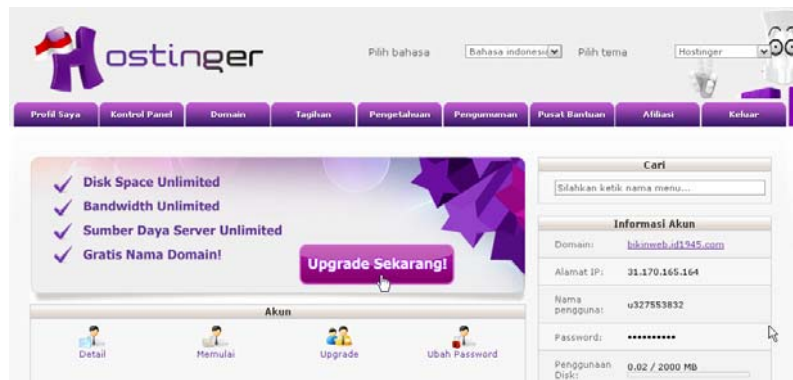 Hostinger
Pilih bahasa
Bahasa indonesia
Pilih tema
Hostinger
Profil Saya
Kontrol Panel
Domain
Tagihan
Pengetahuan
Pengumuman
Pusat Bantuan
Afiliasi
Keluar
Disk Space Unlimited
Bandwidth Unlimited
Sumber Daya Server Unlimited
Gratis Nama Domain!
Upgrade Sekarang!
Akun
Detail
Memulai
Upgrade
Ubah Password
Cari
Silahkan ketik nama menu...
Informasi Akun
Domain: bikinweb.id1945.com
Alamat IP: 31.170.165.164
Nama pengguna: u327553832
Password: ••••••••••
Penggunaan Disk: 0.02 / 2000 MB